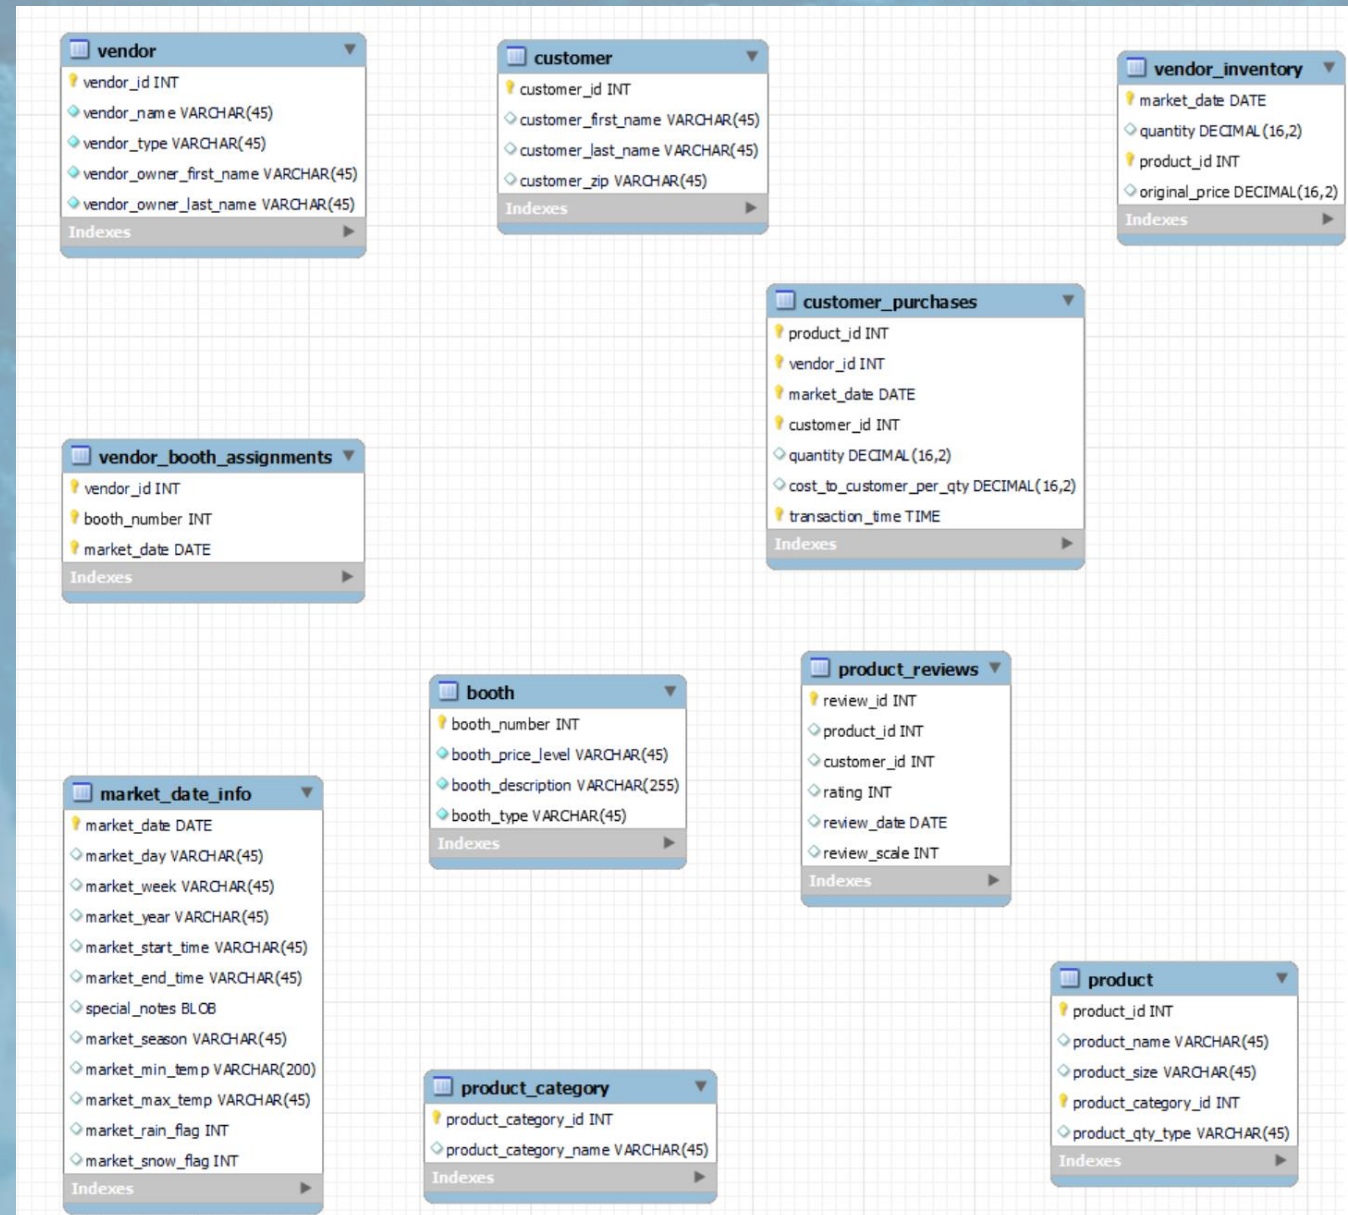 vendor
vendor_id INT
vendor_name VARCHAR(45)
vendor_type VARCHAR(45)
vendor_owner_first_name VARCHAR(45)
vendor_owner_last_name VARCHAR(45)
Indexes
customer
customer_id INT
customer_first_name VARCHAR(45)
customer_last_name VARCHAR(45)
customer_zip VARCHAR(45)
Indexes
vendor_inventory
market_date DATE
quantity DECIMAL(16,2)
product_id INT
original_price DECIMAL(16,2)
Indexes
customer_purchases
product_id INT
vendor_id INT
market_date DATE
customer_id INT
quantity DECIMAL(16,2)
cost_to_customer_per_qty DECIMAL(16,2)
transaction_time TIME
Indexes
vendor_booth_assignments
vendor_id INT
booth_number INT
market_date DATE
Indexes
booth
booth_number INT
booth_price_level VARCHAR(45)
booth_description VARCHAR(255)
booth_type VARCHAR(45)
Indexes
product_reviews
review_id INT
product_id INT
customer_id INT
rating INT
review_date DATE
review_scale INT
Indexes
market_date_info
market_date DATE
market_day VARCHAR(45)
market_week VARCHAR(45)
market_year VARCHAR(45)
market_start_time VARCHAR(45)
market_end_time VARCHAR(45)
special_notes BLOB
market_season VARCHAR(45)
market_min_temp VARCHAR(200)
market_max_temp VARCHAR(45)
market_rain_flag INT
market_snow_flag INT
Indexes
product_category
product_category_id INT
product_category_name VARCHAR(45)
Indexes
product
product_id INT
product_name VARCHAR(45)
product_size VARCHAR(45)
product_category_id INT
product_qty_type VARCHAR(45)
Indexes